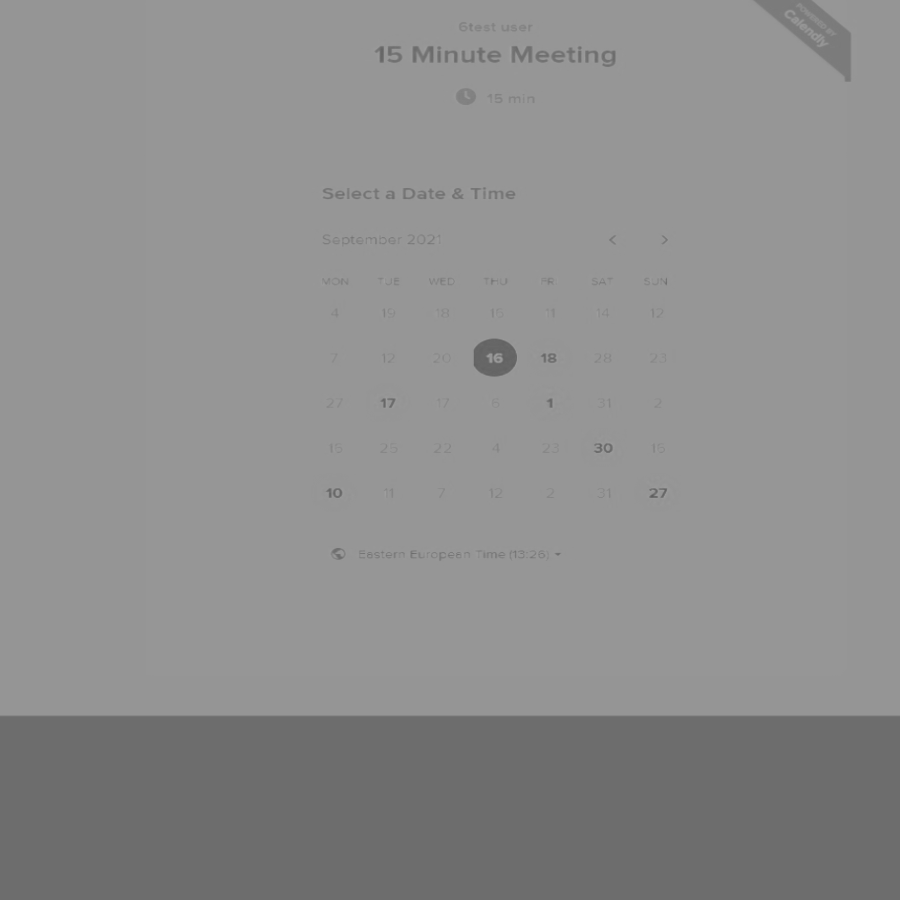 POWERED BY
Calendly
6test user
15 Minute Meeting
15 min
Select a Date & Time
September 2021
MON TUE WED THU FRI SAT SUN
4 19 18 15 11 14 12
7 12 20 16 18 28 23
27 17 17 6 1 31 2
15 25 22 4 23 30 16
10 11 7 12 2 31 27
Eastern European Time (13:26)